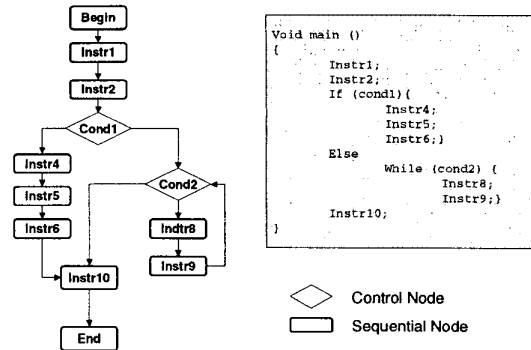 Begin
Instr1
Instr2
Cond1
Instr4
Instr5
Instr6
Cond2
Indtr8
Instr9
Instr10
End
Void main ()
{
Instr1;
Instr2;
If (cond1){
Instr4;
Instr5;
Instr6;}
Else
While (cond2) {
Instr8;
Instr9;}
Instr10;
}
Control Node
Sequential Node